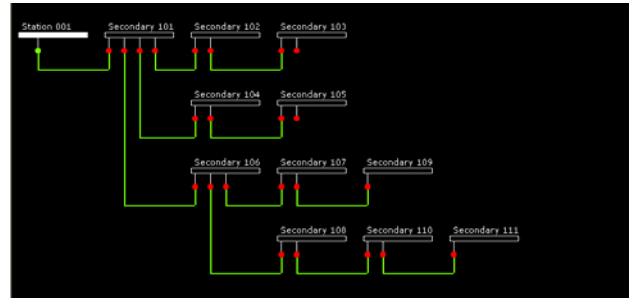 Station 001
Secondary 101
Secondary 102
Secondary 103
Secondary 104
Secondary 105
Secondary 106
Secondary 107
Secondary 109
Secondary 108
Secondary 110
Secondary 111